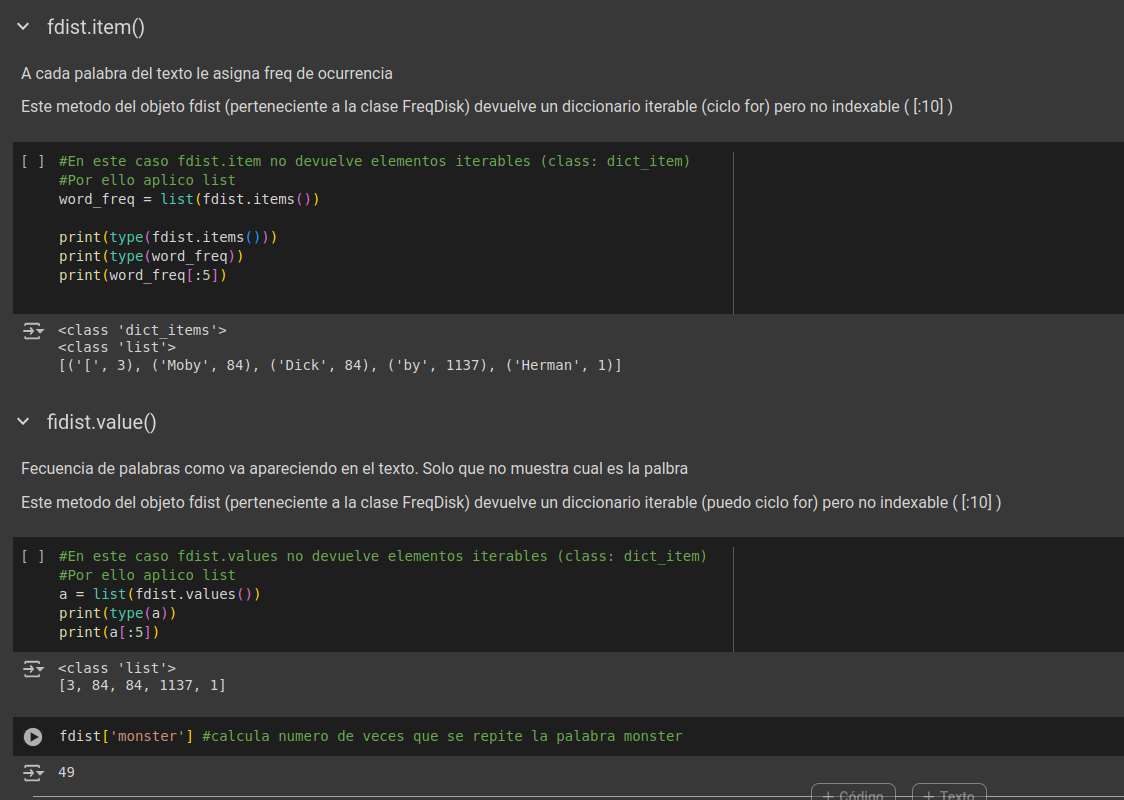 fdist.item()
A cada palabra del texto le asigna freq de ocurrencia
Este metodo del objeto fdist (perteneciente a la clase FreqDisk) devuelve un diccionario iterable (ciclo for) pero no indexable ( [:10] )
[ ] #En este caso fdist.item no devuelve elementos iterables (class: dict_item)
#Por ello aplico list
word_freq = list(fdist.items())
print(type(fdist.items()))
print(type(word_freq))
print(word_freq[:5])
<class 'dict_items'>
<class 'list'>
[('[', 3), ('Moby', 84), ('Dick', 84), ('by', 1137), ('Herman', 1)]
fidist.value()
Fecuencia de palabras como va apareciendo en el texto. Solo que no muestra cual es la palbra
Este metodo del objeto fdist (perteneciente a la clase FreqDisk) devuelve un diccionario iterable (puedo ciclo for) pero no indexable ( [:10] )
[ ] #En este caso fdist.values no devuelve elementos iterables (class: dict_item)
#Por ello aplico list
a = list(fdist.values())
print(type(a))
print(a[:5])
<class 'list'>
[3, 84, 84, 1137, 1]
fdist['monster'] #calcula numero de veces que se repite la palabra monster
49
+ Código + Texto